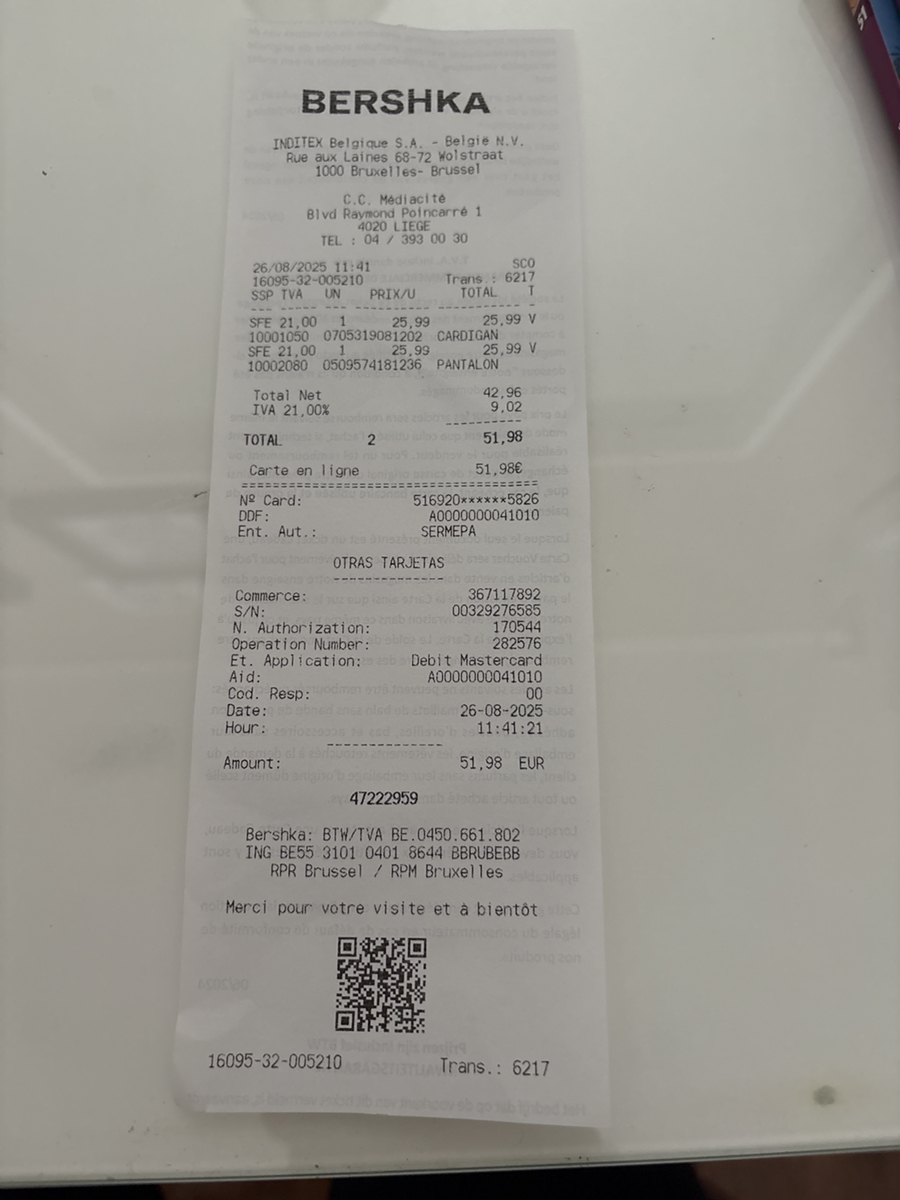 BERSHKA
INDITEX Belgique S.A. - België N.V.
Rue aux Laines 68-72 Wolstraat
1000 Bruxelles- Brussel
C.C. Médiacité
Blvd Raymond Poincarré 1
4020 LIEGE
TEL : 04 / 393 00 30
26/08/2025 11:41 SCO
16095-32-005210 Trans.: 6217
SSP TVA UN PRIX/U TOTAL T
SFE 21,00 1 25,99 25,99 V
10001050 0705319081202 CARDIGAN
SFE 21,00 1 25,99 25,99 V
10002080 0509574181236 PANTALON
Total Net 42,96
IVA 21,00% 9,02
TOTAL 2 51,98
Carte en ligne 51,98€
Nº Card: 516920******5826
DDF: A0000000041010
Ent. Aut.: SERMEPA
OTRAS TARJETAS
Commerce: 367117892
S/N: 00329276585
N. Authorization: 170544
Operation Number: 282576
Et. Application: Debit Mastercard
Aid: A0000000041010
Cod. Resp: 00
Date: 26-08-2025
Hour: 11:41:21
Amount: 51,98 EUR
47222959
Bershka: BTW/TVA BE.0450.661.802
ING BE55 3101 0401 8644 BBRUBEBB
RPR Brussel / RPM Bruxelles
Merci pour votre visite et à bientôt
16095-32-005210 Trans.: 6217